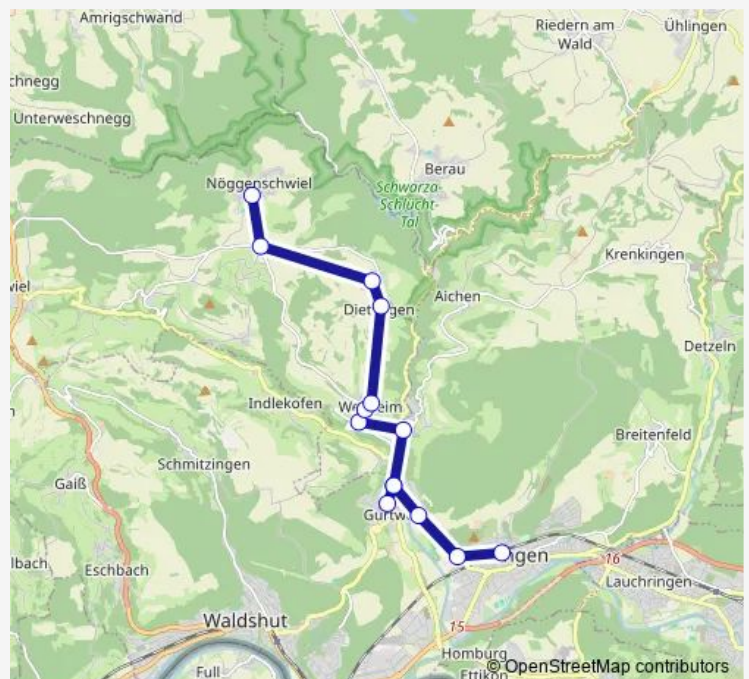 Amrigschwand
Riedern am
Wald
Ühlingen
chnegg
Unterweschnegg
Berau
Nöggenschwiel
Schwarza-
Schlucht-
Tal
Krenkingen
wiel
Aichen
Detzeln
Indlekofen
Breitenfeld
Schmitzingen
Gaiß
lbach
Eschbach
ngen
16
Lauchringen
Waldshut
15
Homburg
Full
© OpenStreetMap contributors